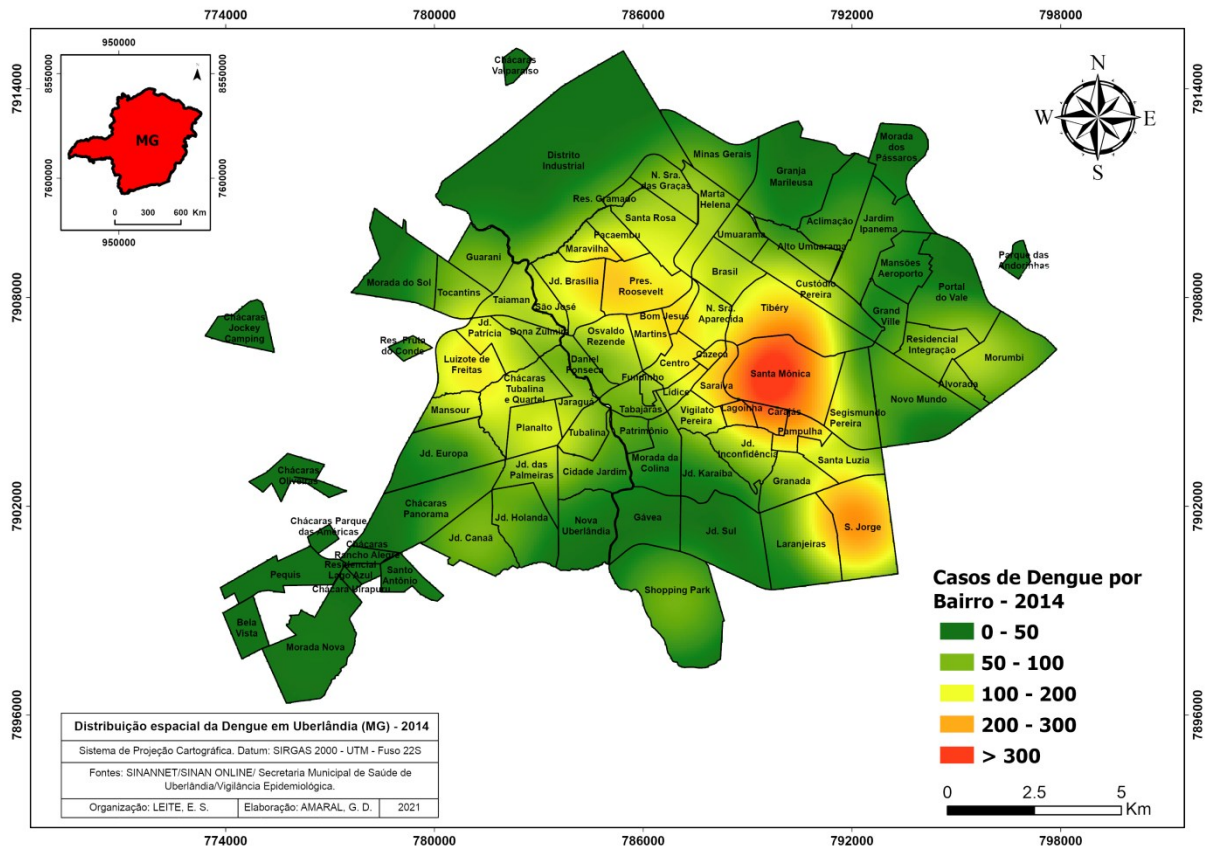 774000
780000
786000
792000
798000
950000
8550000
8550000
MG
7600000
7600000
0 300 600 Km
950000
N
W E
S
7914000
7914000
7908000
7908000
7902000
7902000
7896000
7896000
Chácaras
Valparaíso
Distrito
Industrial
Minas Gerais
Morada
dos
Pássaros
N. Sra.
das Graças
Granja
Marileusa
Res. Gramado
Marta
Helena
Santa Rosa
Aclimação
Jardim
Ipanema
Pacaembu
Umuarama
Alto Umuarama
Maravilha
Guarani
Parque das
Andorinhas
Mansões
Aeroporto
Morada do Sol
Tocantins
Jd. Brasília
Pres.
Roosevelt
Brasil
Custódio
Pereira
Portal
do Vale
Taiaman
São José
Tibéry
N. Sra.
Aparecida
Grand
Ville
Chácaras
Jockey
Camping
Jd.
Patrícia
Dona Zulmira
Osvaldo
Rezende
Bom Jesus
Martins
Res. Fruta
do Conde
Residencial
Integração
Morumbi
Luizote de
Freitas
Daniel
Fonseca
Centro
Cazeca
Santa Mônica
Fundinho
Chácaras
Tubalina
e Quartel
Saraiva
Alvorada
Lídice
Novo Mundo
Jaraguá
Tabajaras
Mansour
Vigilato
Pereira
Lagoinha
Carajás
Segismundo
Pereira
Planalto
Tubalina
Patrimônio
Pampulha
Jd. Europa
Morada da
Colina
Jd.
Inconfidência
Santa Luzia
Chácaras
Oliveiras
Jd. das
Palmeiras
Cidade Jardim
Jd. Karaíba
Granada
Chácaras
Panorama
Jd. Holanda
Nova
Uberlândia
Gávea
Jd. Sul
S. Jorge
Chácaras Parque
das Américas
Jd. Canaã
Laranjeiras
Chácaras
Rancho Alegre
Residencial
Lago Azul
Pequis
Santo
Antônio
Chácara Uirapuru
Shopping Park
Bela
Vista
Morada Nova
Casos de Dengue por
Bairro - 2014
0 - 50
50 - 100
100 - 200
200 - 300
> 300
0 2.5 5
Km
Distribuição espacial da Dengue em Uberlândia (MG) - 2014
Sistema de Projeção Cartográfica. Datum: SIRGAS 2000 - UTM - Fuso 22S
Fontes: SINANNET/SINAN ONLINE/ Secretaria Municipal de Saúde de
Uberlândia/Vigilância Epidemiológica.
Organização: LEITE, E. S. Elaboração: AMARAL, G. D. 2021
774000
780000
786000
792000
798000